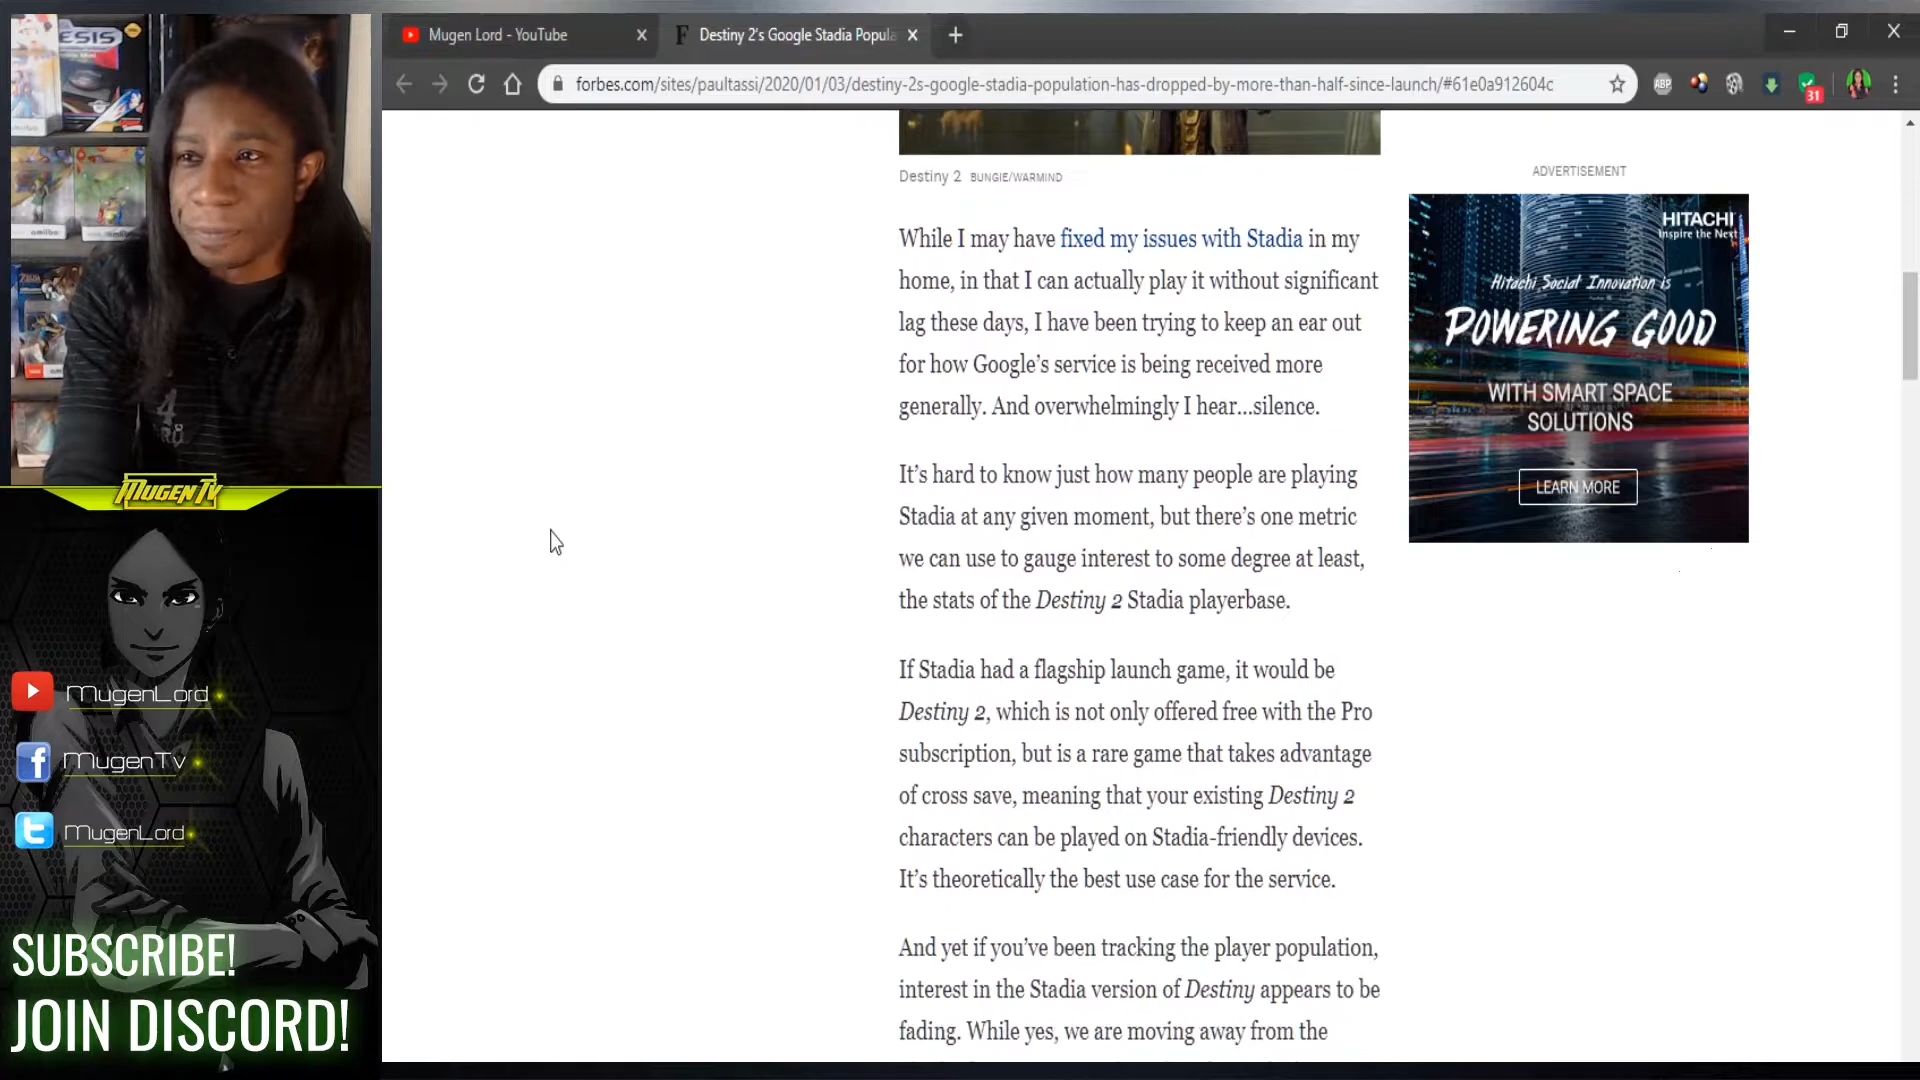 Mugen Lord - YouTube
Destiny 2's Google Stadia Popula
forbes.com/sites/paultassi/2020/01/03/destiny-2s-google-stadia-population-has-dropped-by-more-than-half-since-launch/#61e0a912604c
ABP
31
Destiny 2 BUNGIE/WARMIND
While I may have fixed my issues with Stadia in my
home, in that I can actually play it without significant
lag these days, I have been trying to keep an ear out
for how Google's service is being received more
generally. And overwhelmingly I hear...silence.
It's hard to know just how many people are playing
Stadia at any given moment, but there's one metric
we can use to gauge interest to some degree at least,
the stats of the Destiny 2 Stadia playerbase.
If Stadia had a flagship launch game, it would be
Destiny 2, which is not only offered free with the Pro
subscription, but is a rare game that takes advantage
of cross save, meaning that your existing Destiny 2
characters can be played on Stadia-friendly devices.
It's theoretically the best use case for the service.
And yet if you've been tracking the player population,
interest in the Stadia version of Destiny appears to be
fading. While yes, we are moving away from the
ADVERTISEMENT
HITACHI
Inspire the Next
Hitachi Social Innovation is
POWERING GOOD
WITH SMART SPACE
SOLUTIONS
LEARN MORE
amiibo
MUGEN TV
MugenLord
MugenTv
MugenLord
SUBSCRIBE!
JOIN DISCORD!